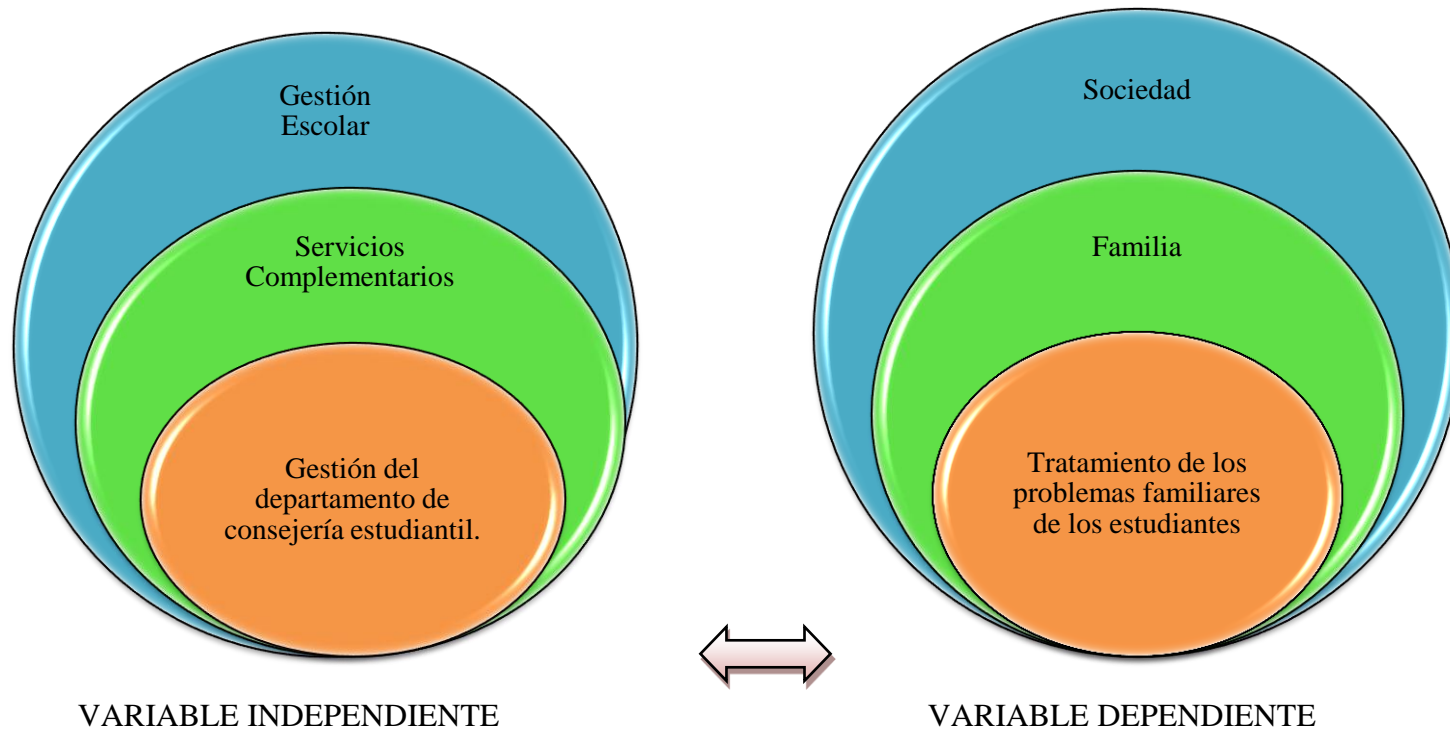 Gestión
Escolar
Servicios
Complementarios
Gestión del
departamento de
consejería estudiantil.
VARIABLE INDEPENDIENTE
Sociedad
Familia
Tratamiento de los
problemas familiares
de los estudiantes
VARIABLE DEPENDIENTE